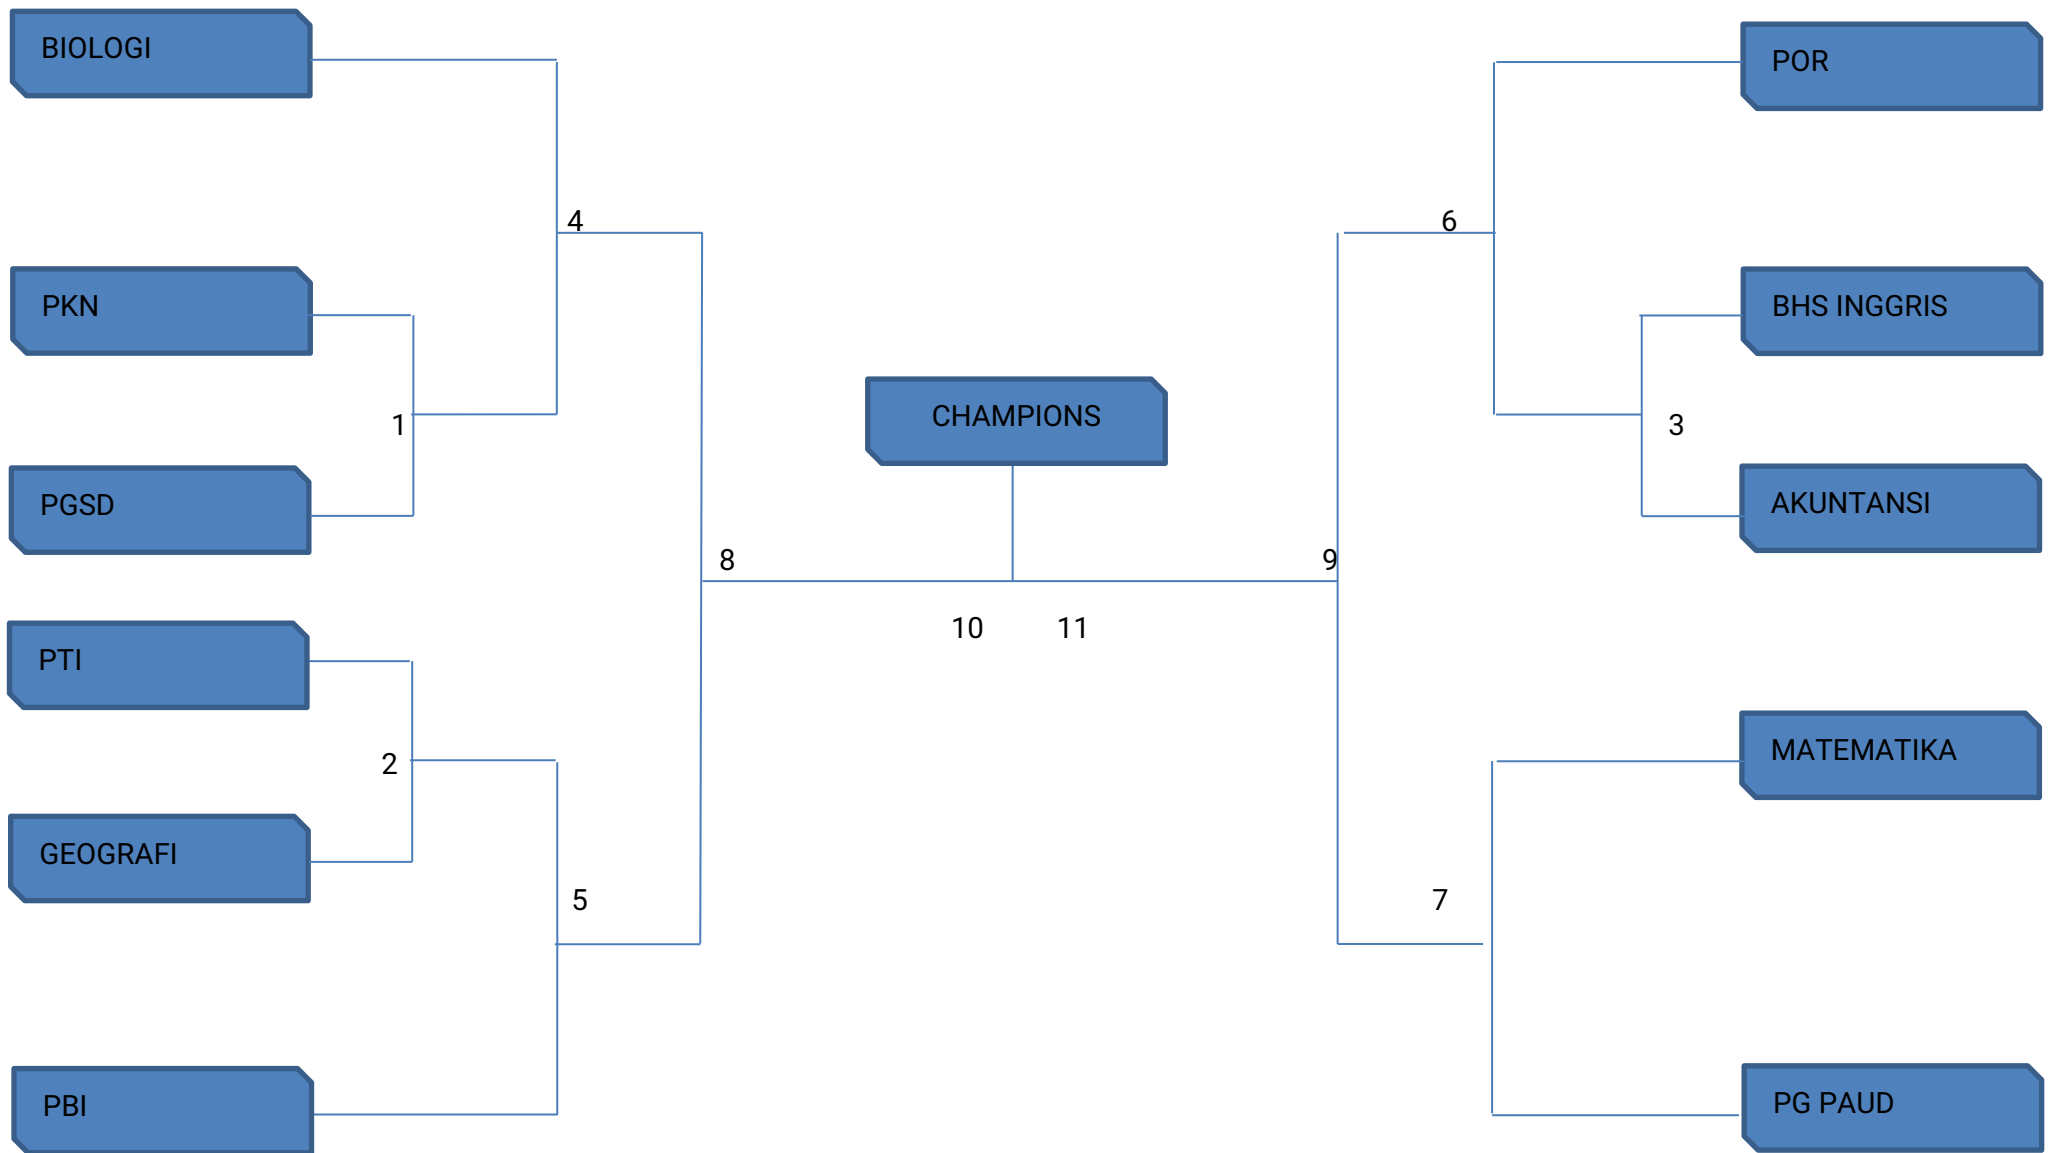 BIOLOGI
POR
4
6
PKN
BHS INGGRIS
CHAMPIONS
1
3
PGSD
AKUNTANSI
8
9
10
11
PTI
2
MATEMATIKA
GEOGRAFI
5
7
PBI
PG PAUD